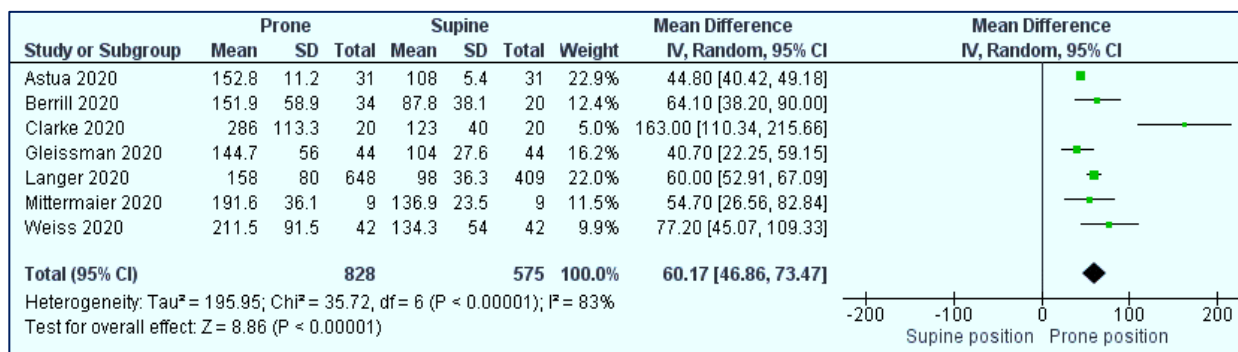 Prone Supine Mean Difference Mean Difference
Study or Subgroup Mean SD Total Mean SD Total Weight IV, Random, 95% CI IV, Random, 95% CI
Astua 2020 152.8 11.2 31 108 5.4 31 22.9% 44.80 [40.42, 49.18]
Berrill 2020 151.9 58.9 34 87.8 38.1 20 12.4% 64.10 [38.20, 90.00]
Clarke 2020 286 113.3 20 123 40 20 5.0% 163.00 [110.34, 215.66]
Gleissman 2020 144.7 56 44 104 27.6 44 16.2% 40.70 [22.25, 59.15]
Langer 2020 158 80 648 98 36.3 409 22.0% 60.00 [52.91, 67.09]
Mittermaier 2020 191.6 36.1 9 136.9 23.5 9 11.5% 54.70 [26.56, 82.84]
Weiss 2020 211.5 91.5 42 134.3 54 42 9.9% 77.20 [45.07, 109.33]
Total (95% CI) 828 575 100.0% 60.17 [46.86, 73.47]
Heterogeneity: Tau² = 195.95; Chi² = 35.72, df = 6 (P < 0.00001); I² = 83%
Test for overall effect: Z = 8.86 (P < 0.00001)
-200 -100 0 100 200
Supine position Prone position